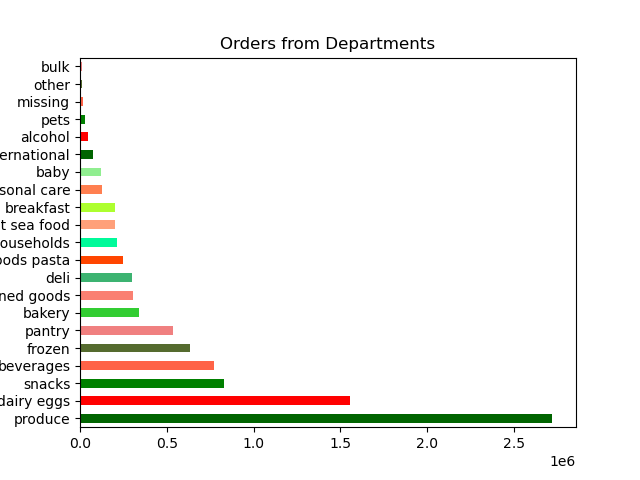 Orders from Departments
bulk
other
missing
pets
alcohol
ernational
baby
sonal care
breakfast
t sea food
ouseholds
oods pasta
deli
ned goods
bakery
pantry
frozen
beverages
snacks
dairy eggs
produce
0.0 0.5 1.0 1.5 2.0 2.5
1e6